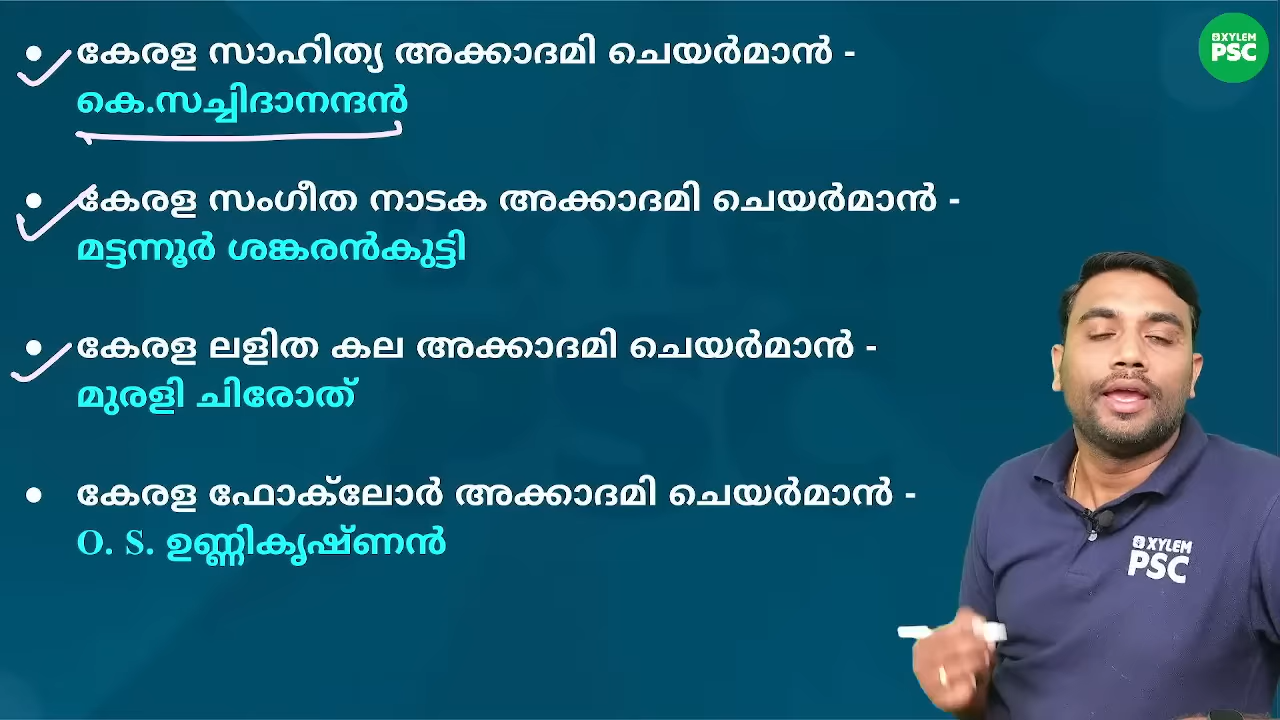 • കേരള സാഹിത്യ അക്കാദമി ചെയർമാൻ -
കെ.സച്ചിദാനന്ദൻ
• കേരള സംഗീത നാടക അക്കാദമി ചെയർമാൻ -
മട്ടന്നൂർ ശങ്കരൻകുട്ടി
• കേരള ലളിത കല അക്കാദമി ചെയർമാൻ -
മുരളി ചിരോത്
• കേരള ഫോക്‌ലോർ അക്കാദമി ചെയർമാൻ -
O. S. ഉണ്ണികൃഷ്ണൻ
XYLEM
PSC
XYLEM
PSC